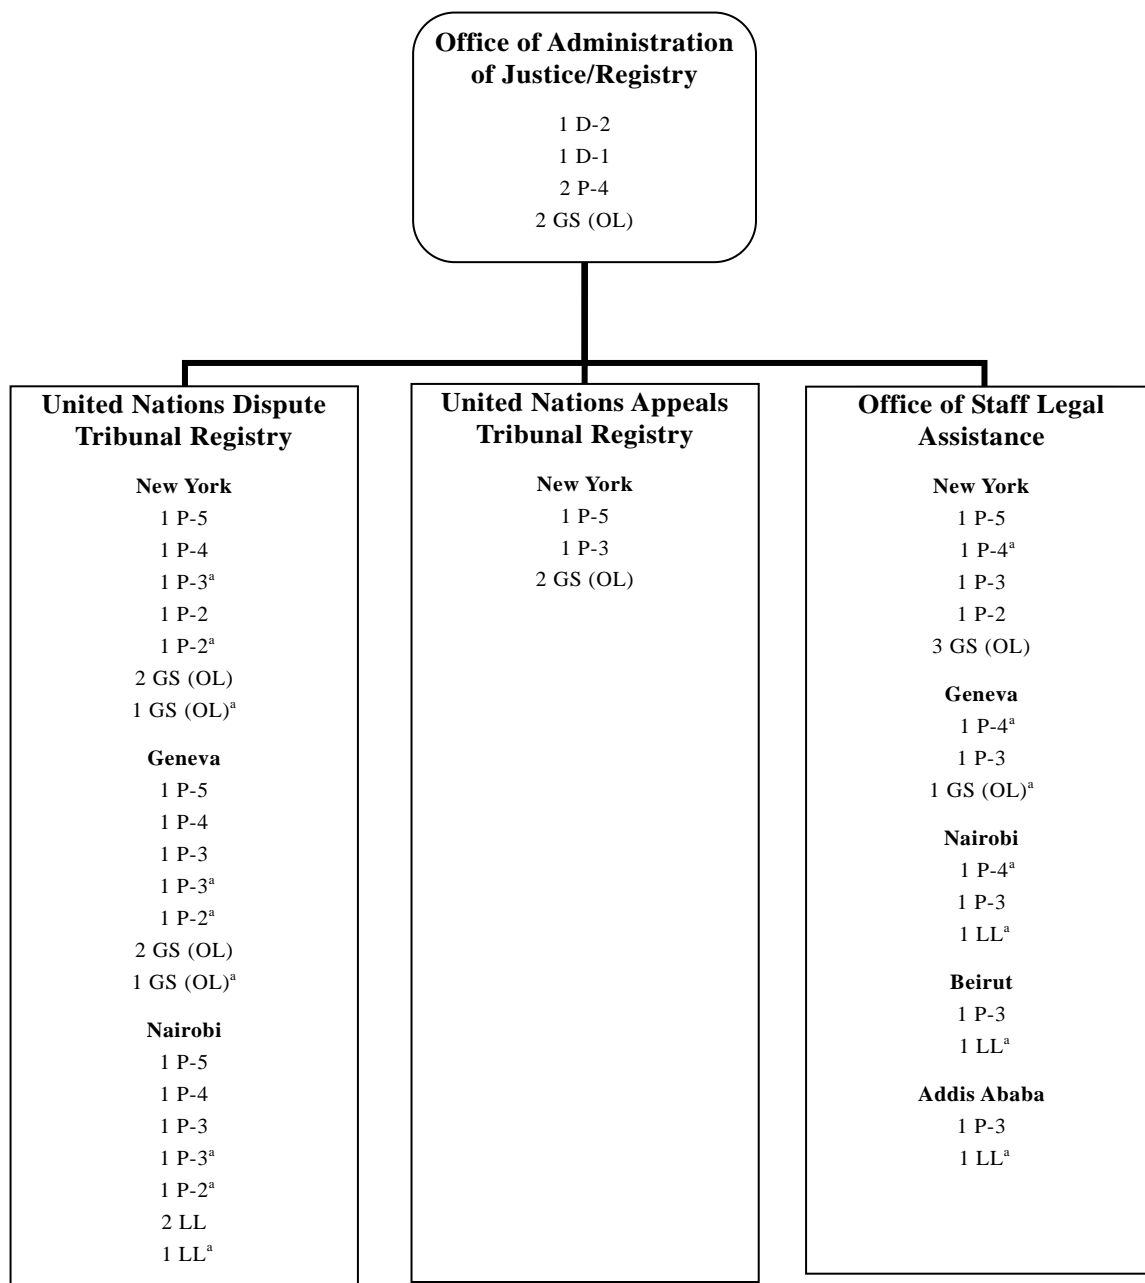 Office of Administration
of Justice/Registry
1 D-2
1 D-1
2 P-4
2 GS (OL)
United Nations Dispute
Tribunal Registry
New York
1 P-5
1 P-4
1 P-3ᵃ
1 P-2
1 P-2ᵃ
2 GS (OL)
1 GS (OL)ᵃ
Geneva
1 P-5
1 P-4
1 P-3
1 P-3ᵃ
1 P-2ᵃ
2 GS (OL)
1 GS (OL)ᵃ
Nairobi
1 P-5
1 P-4
1 P-3
1 P-3ᵃ
1 P-2ᵃ
2 LL
1 LLᵃ
United Nations Appeals
Tribunal Registry
New York
1 P-5
1 P-3
2 GS (OL)
Office of Staff Legal
Assistance
New York
1 P-5
1 P-4ᵃ
1 P-3
1 P-2
3 GS (OL)
Geneva
1 P-4ᵃ
1 P-3
1 GS (OL)ᵃ
Nairobi
1 P-4ᵃ
1 P-3
1 LLᵃ
Beirut
1 P-3
1 LLᵃ
Addis Ababa
1 P-3
1 LLᵃ